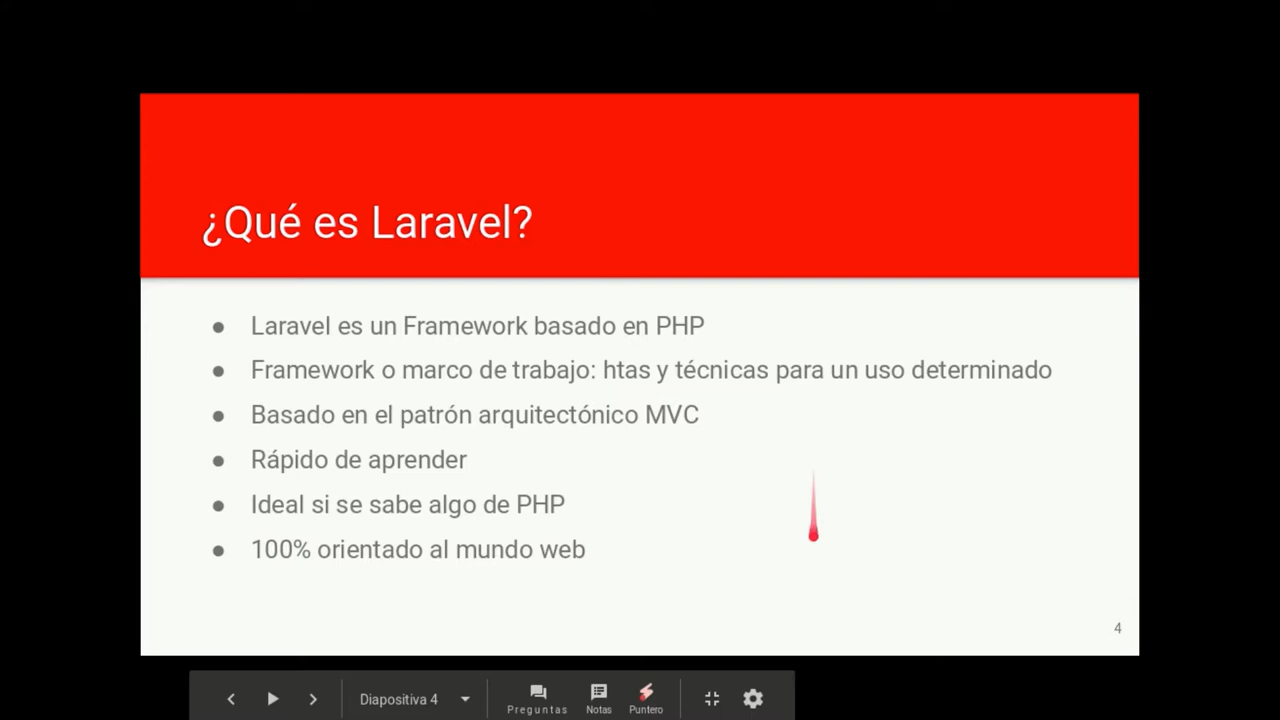 ¿Qué es Laravel?
● Laravel es un Framework basado en PHP
● Framework o marco de trabajo: htas y técnicas para un uso determinado
● Basado en el patrón arquitectónico MVC
● Rápido de aprender
● Ideal si se sabe algo de PHP
● 100% orientado al mundo web
4
Diapositiva 4
Preguntas
Notas
Puntero